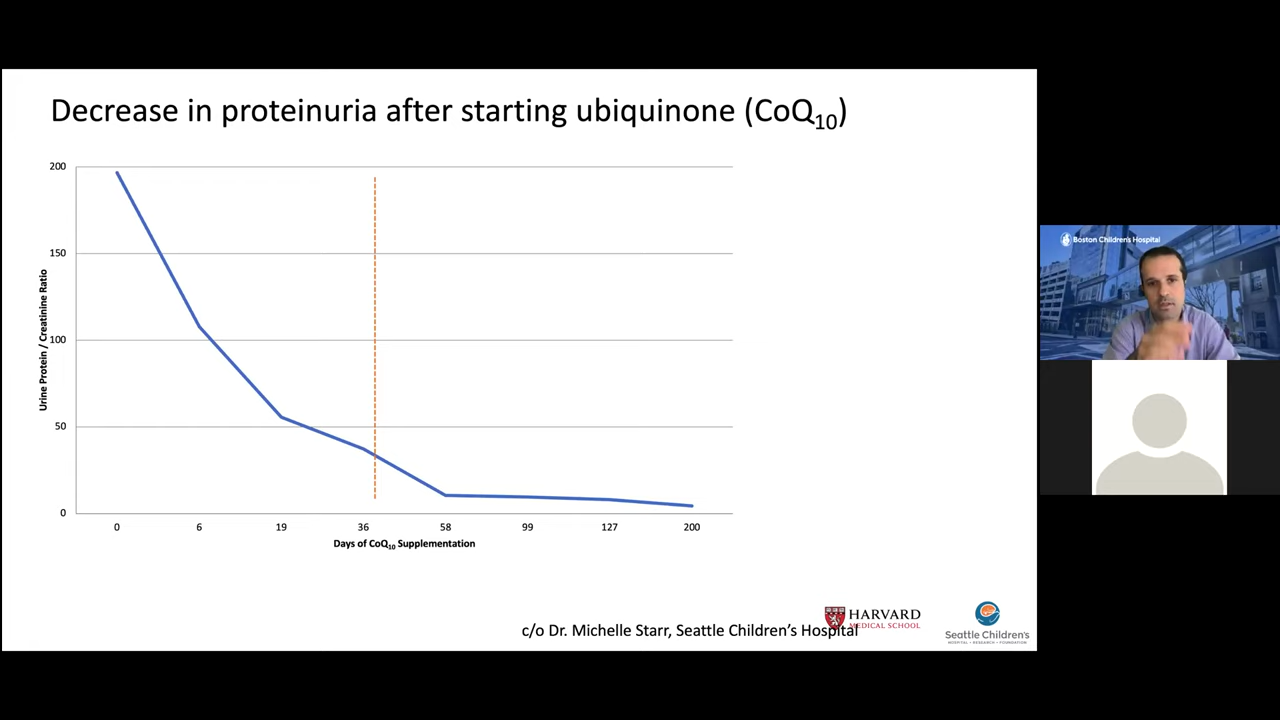 Decrease in proteinuria after starting ubiquinone (CoQ10)
200
150
100
50
0
Urine Protein / Creatinine Ratio
0 6 19 36 58 99 127 200
Days of CoQ10 Supplementation
c/o Dr. Michelle Starr, Seattle Children’s Hospital
HARVARD
MEDICAL SCHOOL
Seattle Children's
HOSPITAL • RESEARCH • FOUNDATION
Boston Children's Hospital